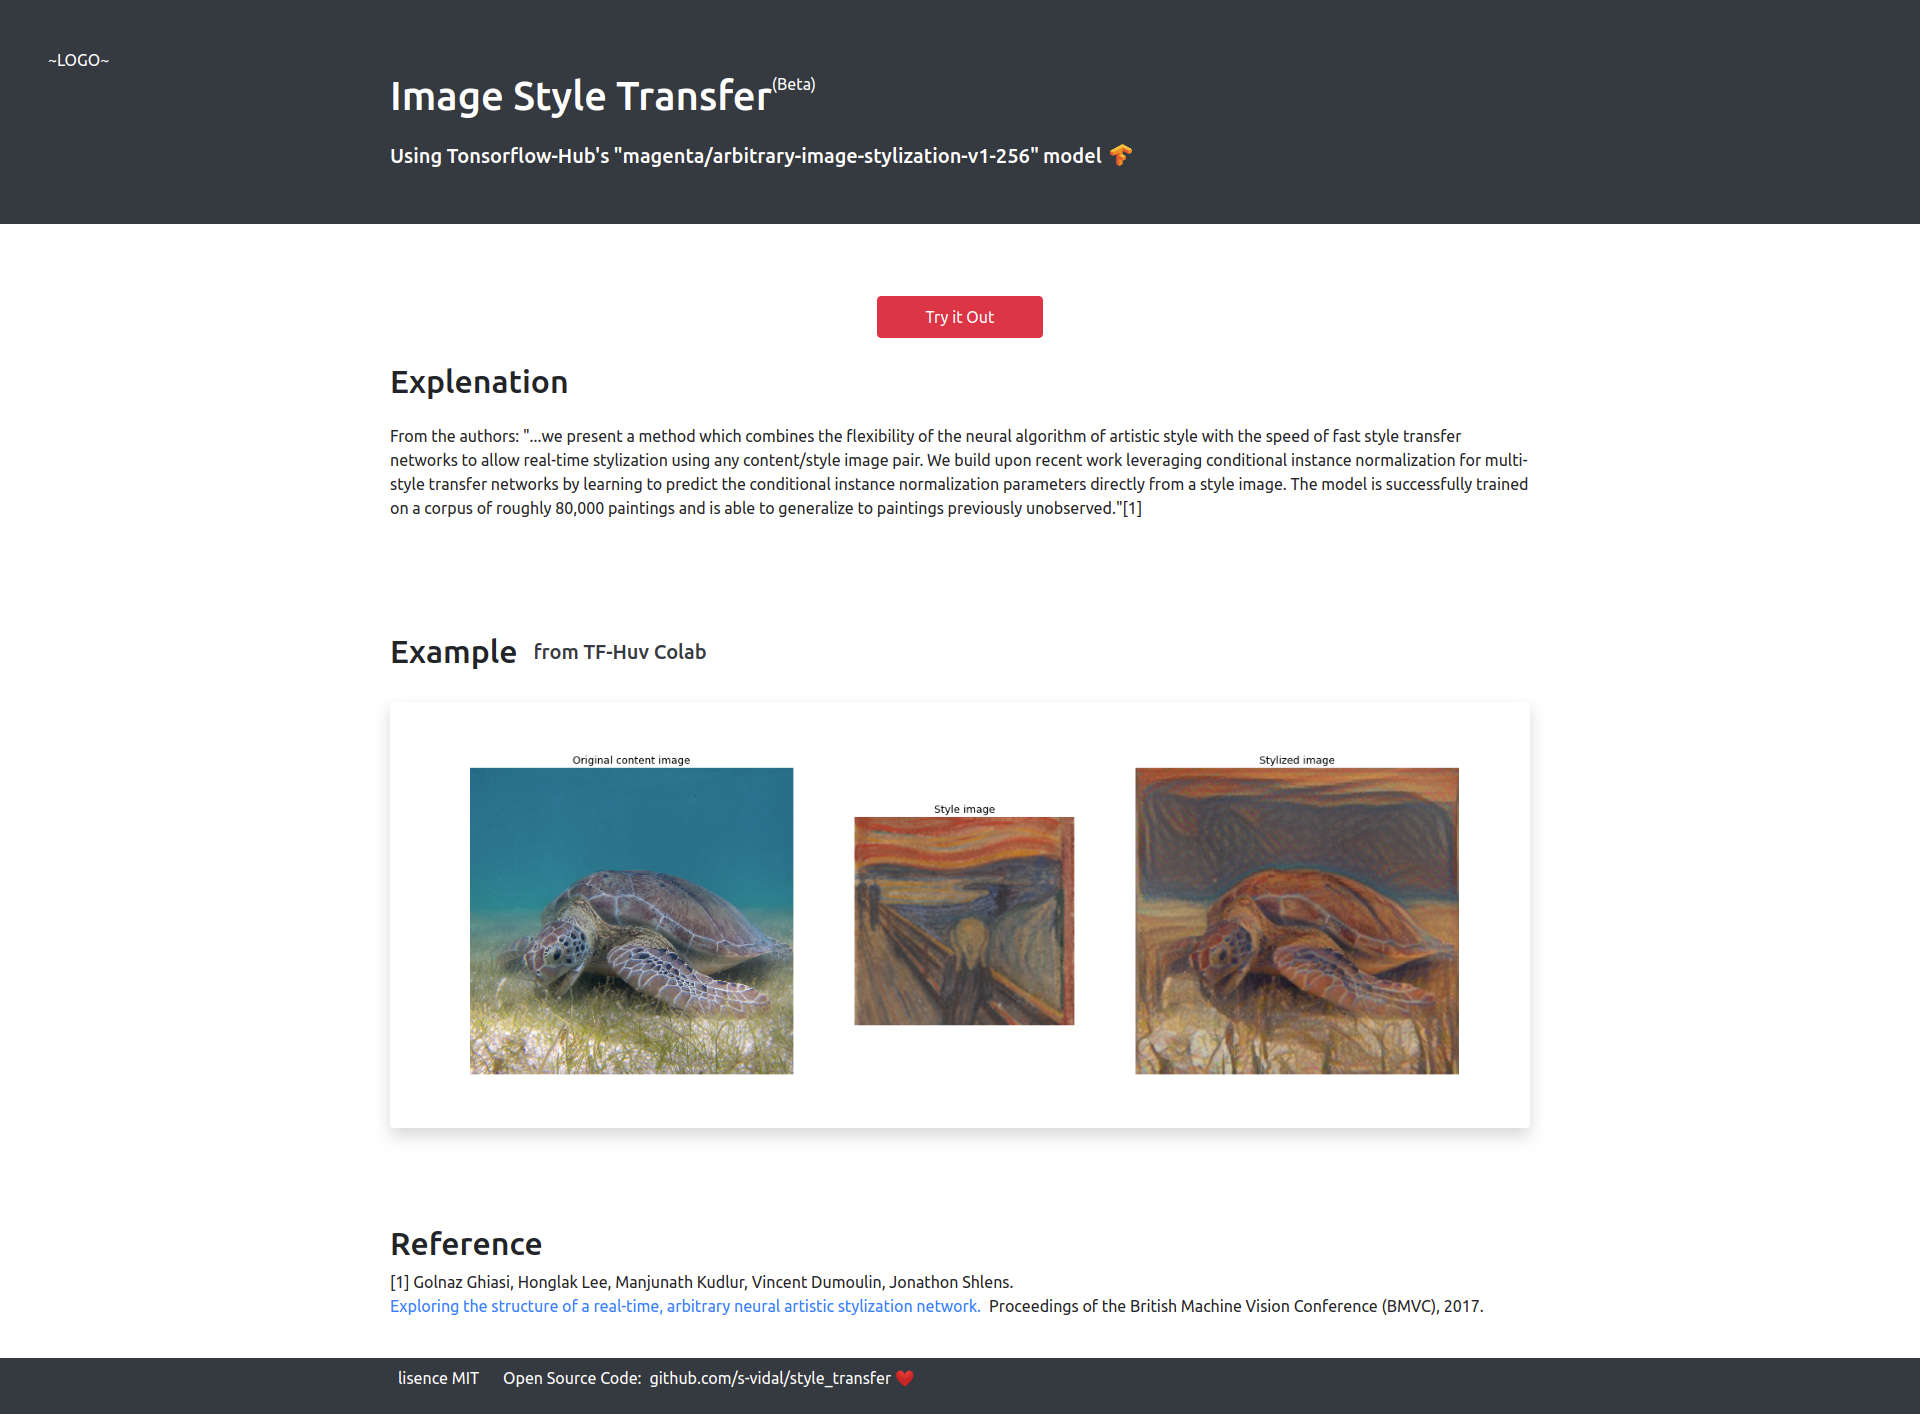 ~LOGO~
Image Style Transfer(Beta)
Using Tonsorflow-Hub's "magenta/arbitrary-image-stylization-v1-256" model
Try it Out
Explenation
From the authors: "...we present a method which combines the flexibility of the neural algorithm of artistic style with the speed of fast style transfer
networks to allow real-time stylization using any content/style image pair. We build upon recent work leveraging conditional instance normalization for multi-
style transfer networks by learning to predict the conditional instance normalization parameters directly from a style image. The model is successfully trained
on a corpus of roughly 80,000 paintings and is able to generalize to paintings previously unobserved."[1]
Example from TF-Huv Colab
Original content image
Style image
Stylized image
Reference
[1] Golnaz Ghiasi, Honglak Lee, Manjunath Kudlur, Vincent Dumoulin, Jonathon Shlens.
Exploring the structure of a real-time, arbitrary neural artistic stylization network. Proceedings of the British Machine Vision Conference (BMVC), 2017.
lisence MIT Open Source Code: github.com/s-vidal/style_transfer ❤️